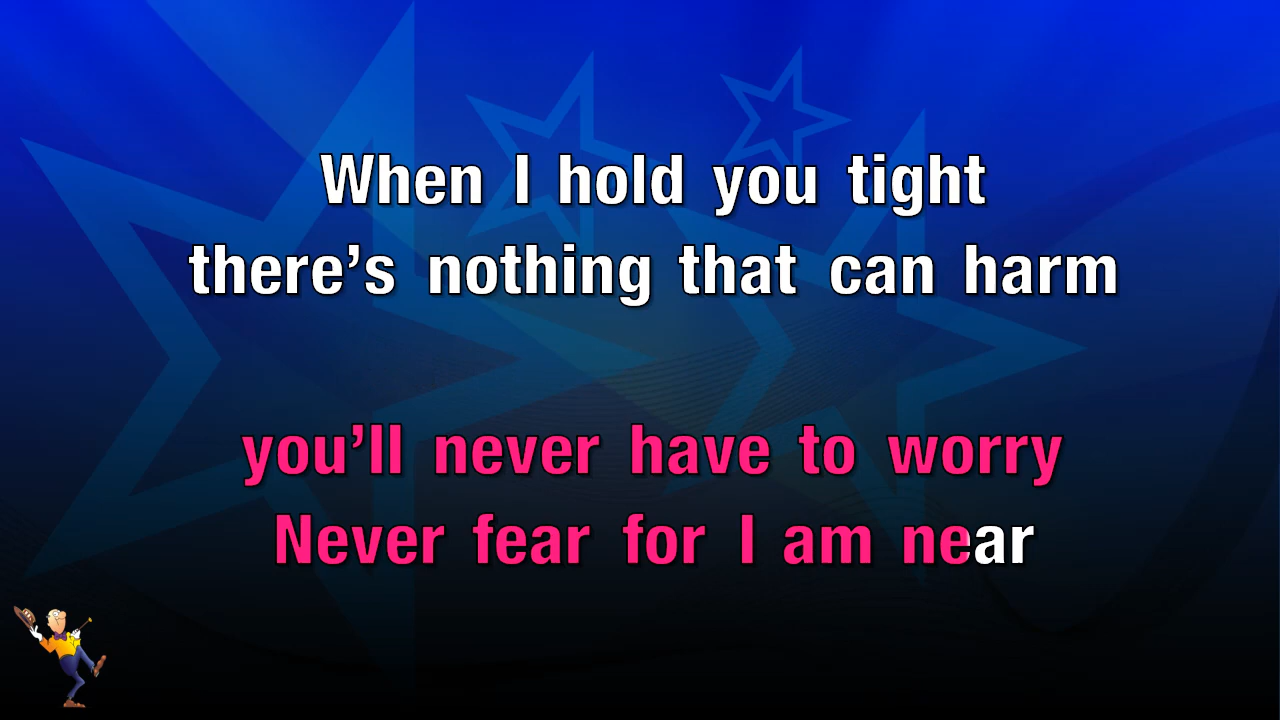 When I hold you tight
there’s nothing that can harm
you’ll never have to worry
Never fear for I am near